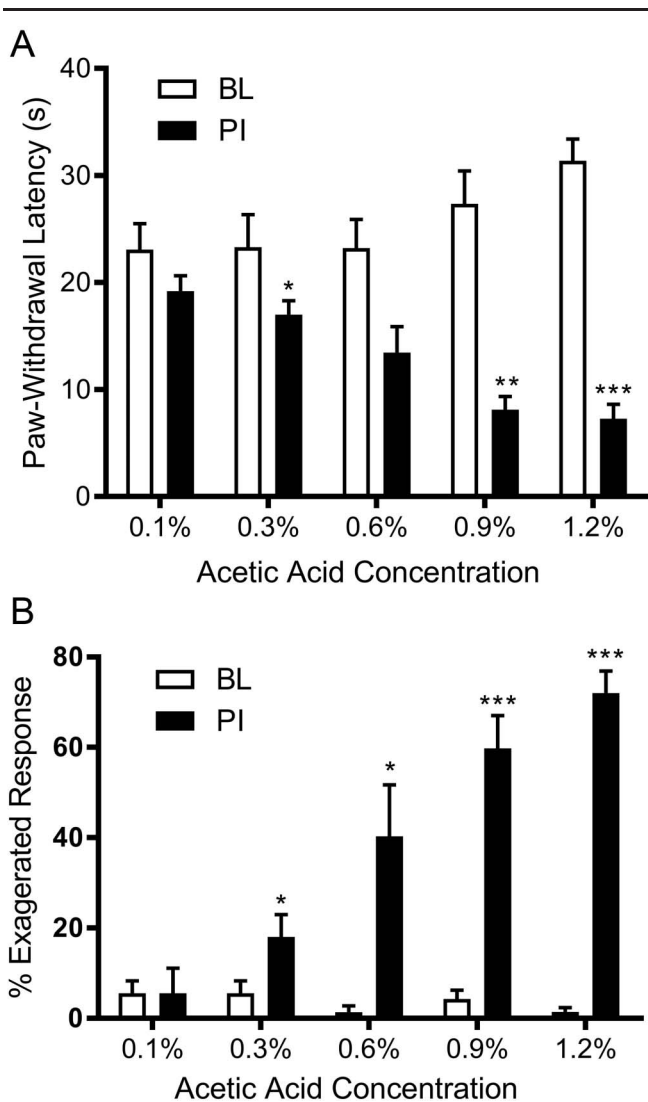 A
Paw-Withdrawal Latency (s)
40
30
20
10
0
BL
PI
*
**
***
0.1% 0.3% 0.6% 0.9% 1.2%
Acetic Acid Concentration
B
% Exagerated Response
80
60
40
20
0
BL
PI
*
*
***
***
0.1% 0.3% 0.6% 0.9% 1.2%
Acetic Acid Concentration